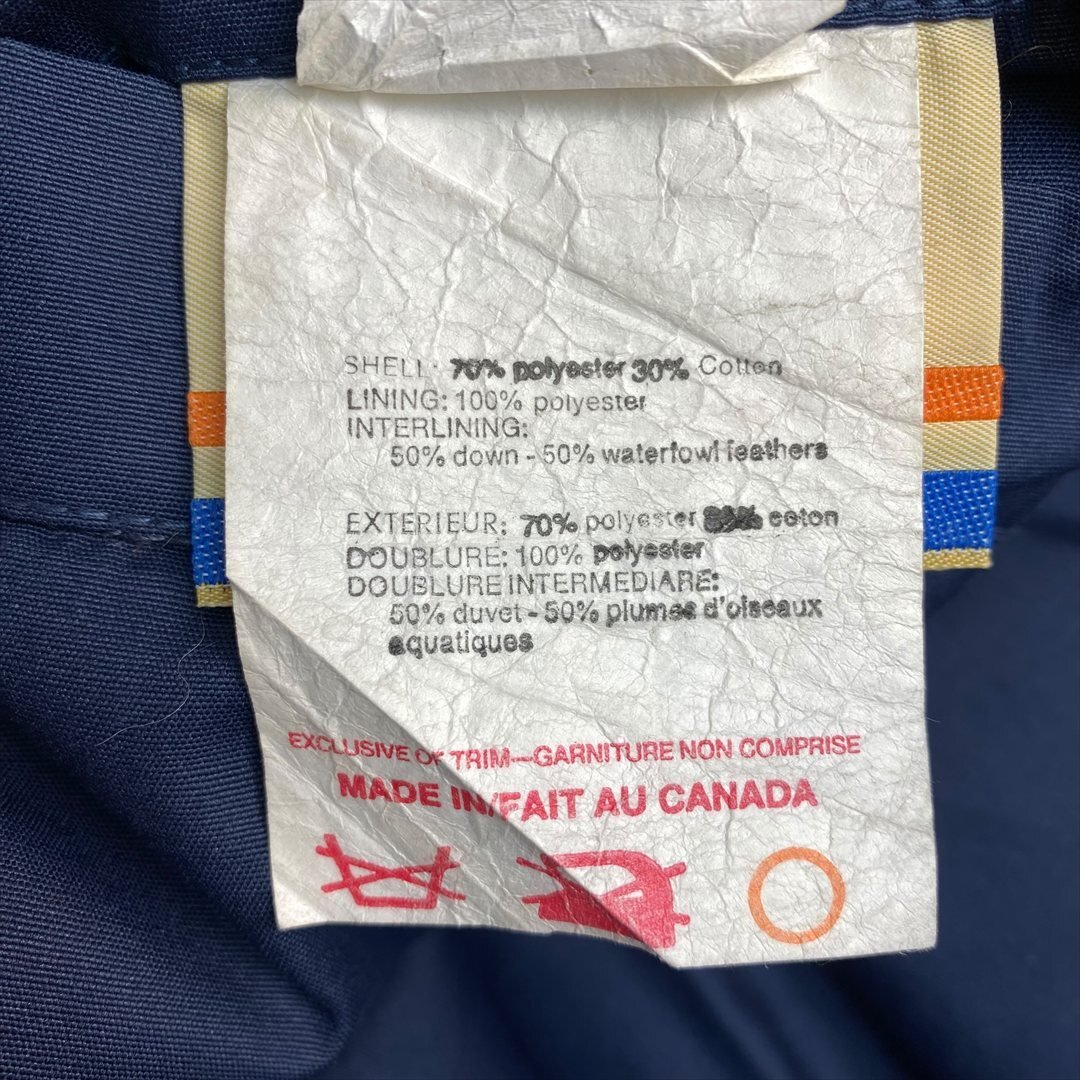 SHELL: 70% polyester 30% Cotton
LINING: 100% polyester
INTERLINING:
50% down - 50% waterfowl feathers
EXTERIEUR: 70% polyester 30% coton
DOUBLURE: 100% polyester
DOUBLURE INTERMEDIARE:
50% duvet - 50% plumes d'oiseaux
aquatiques
EXCLUSIVE OF TRIM—GARNITURE NON COMPRISE
MADE IN/FAIT AU CANADA